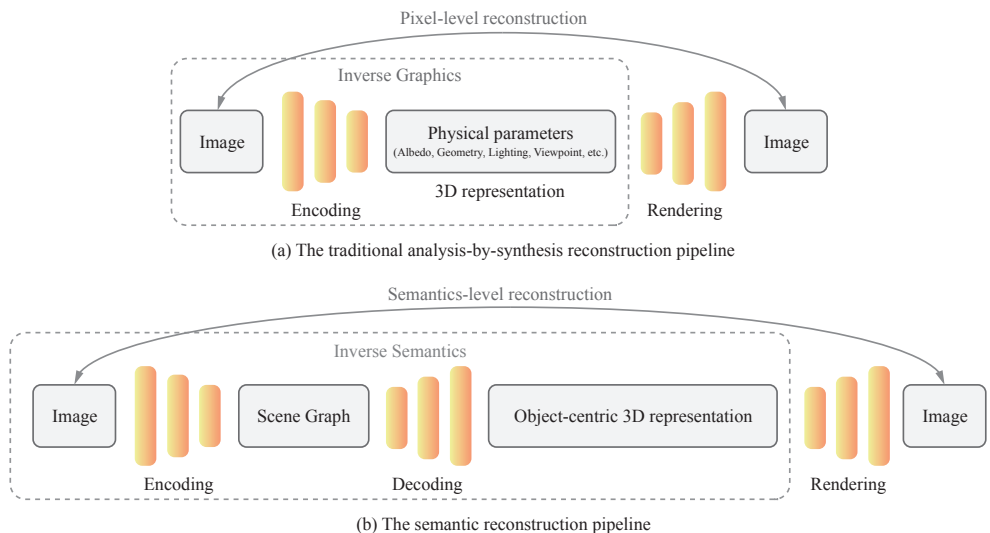 Pixel-level reconstruction
Inverse Graphics
Image
Physical parameters
(Albedo, Geometry, Lighting, Viewpoint, etc.)
Image
3D representation
Encoding
Rendering
(a) The traditional analysis-by-synthesis reconstruction pipeline
Semantics-level reconstruction
Inverse Semantics
Image
Scene Graph
Object-centric 3D representation
Image
Encoding
Decoding
Rendering
(b) The semantic reconstruction pipeline